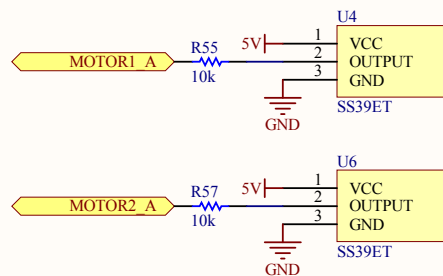 U4
R55
5V
1
VCC
MOTOR1_A
2
OUTPUT
10k
3
GND
GND
SS39ET
U6
R57
5V
1
VCC
MOTOR2_A
2
OUTPUT
10k
3
GND
GND
SS39ET